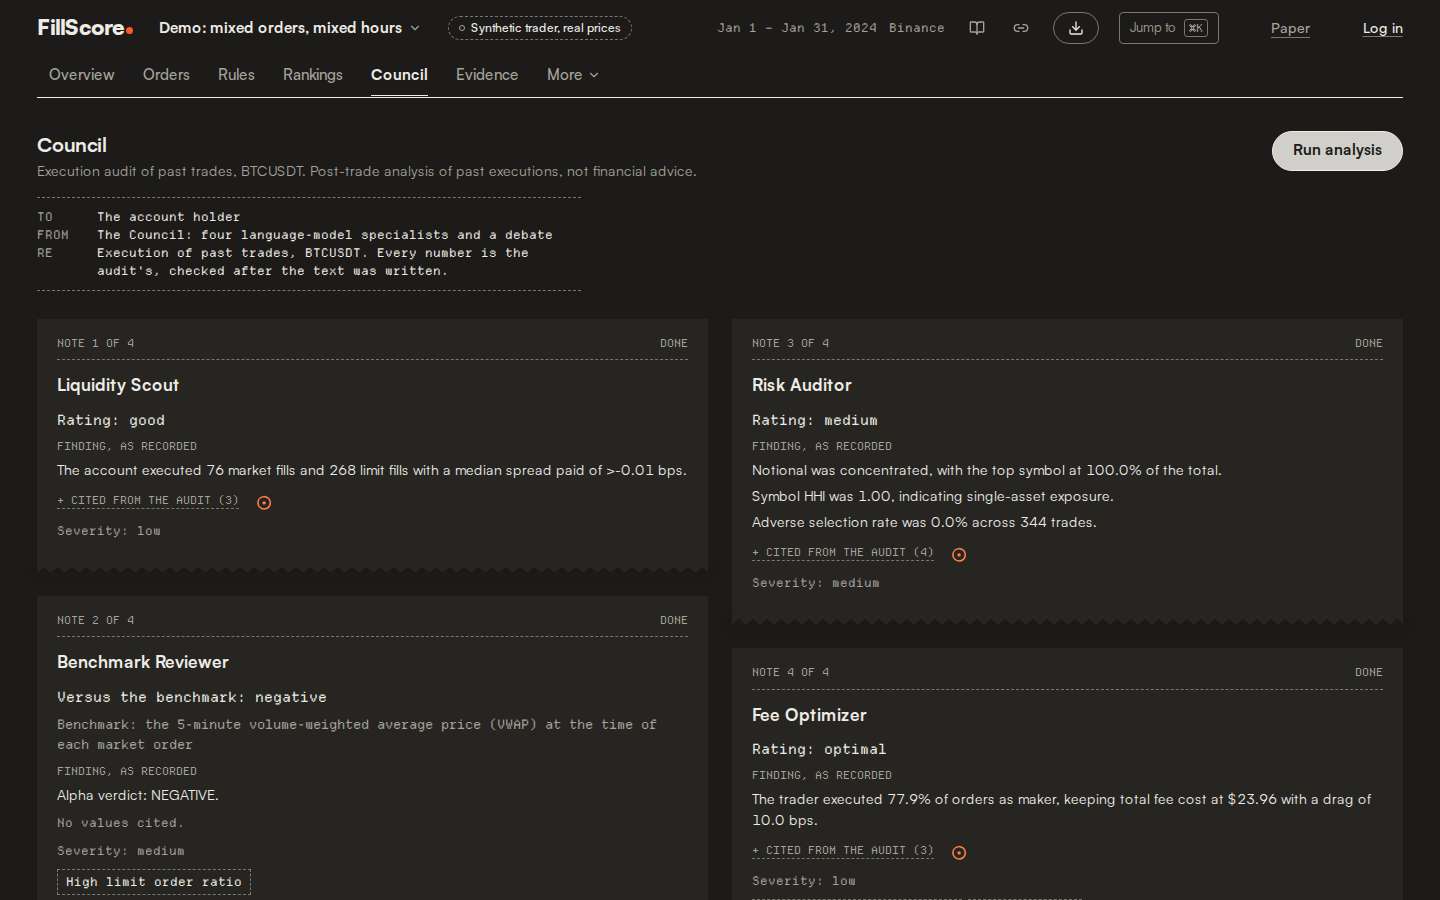 FillScore
Demo: mixed orders, mixed hours
Synthetic trader, real prices
Jan 1 – Jan 31, 2024 Binance
Jump to ⌘K
Paper
Log in
Overview Orders Rules Rankings Council Evidence More
Council
Execution audit of past trades, BTCUSDT. Post-trade analysis of past executions, not financial advice.
Run analysis
TO The account holder
FROM The Council: four language-model specialists and a debate
RE Execution of past trades, BTCUSDT. Every number is the
audit's, checked after the text was written.
NOTE 1 OF 4 DONE
Liquidity Scout
Rating: good
FINDING, AS RECORDED
The account executed 76 market fills and 268 limit fills with a median spread paid of >-0.01 bps.
+ CITED FROM THE AUDIT (3)
Severity: low
NOTE 2 OF 4 DONE
Benchmark Reviewer
Versus the benchmark: negative
Benchmark: the 5-minute volume-weighted average price (VWAP) at the time of
each market order
FINDING, AS RECORDED
Alpha verdict: NEGATIVE.
No values cited.
Severity: medium
High limit order ratio
NOTE 3 OF 4 DONE
Risk Auditor
Rating: medium
FINDING, AS RECORDED
Notional was concentrated, with the top symbol at 100.0% of the total.
Symbol HHI was 1.00, indicating single-asset exposure.
Adverse selection rate was 0.0% across 344 trades.
+ CITED FROM THE AUDIT (4)
Severity: medium
NOTE 4 OF 4 DONE
Fee Optimizer
Rating: optimal
FINDING, AS RECORDED
The trader executed 77.9% of orders as maker, keeping total fee cost at $23.96 with a drag of
10.0 bps.
+ CITED FROM THE AUDIT (3)
Severity: low